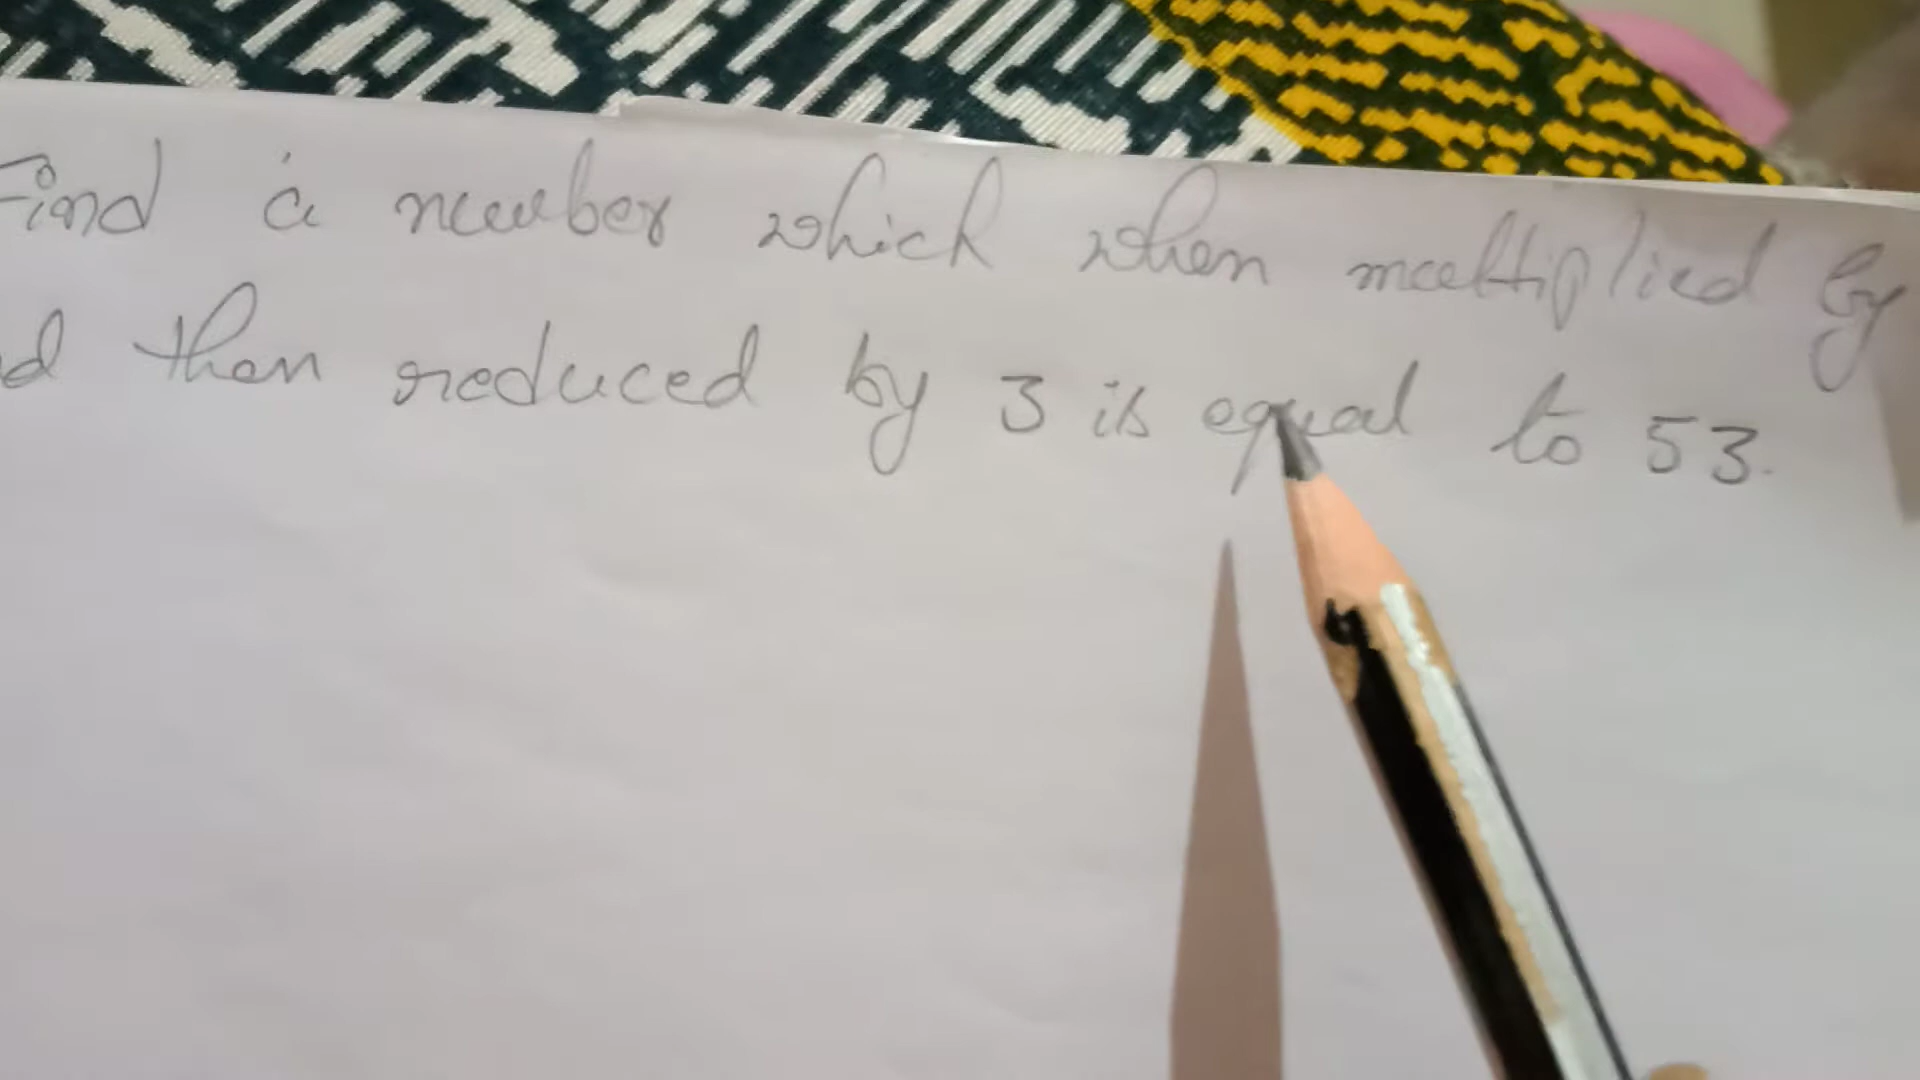 Find a number which when multiplied by
d then reduced by 3 is equal to 53.